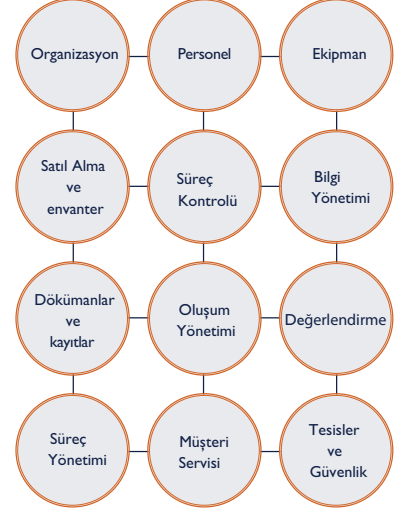 Organizasyon
Personel
Ekipman
Satıl Alma
ve
envanter
Süreç
Kontrolü
Bilgi
Yönetimi
Dökümanlar
ve
kayıtlar
Oluşum
Yönetimi
Değerlendirme
Süreç
Yönetimi
Müşteri
Servisi
Tesisler
ve
Güvenlik